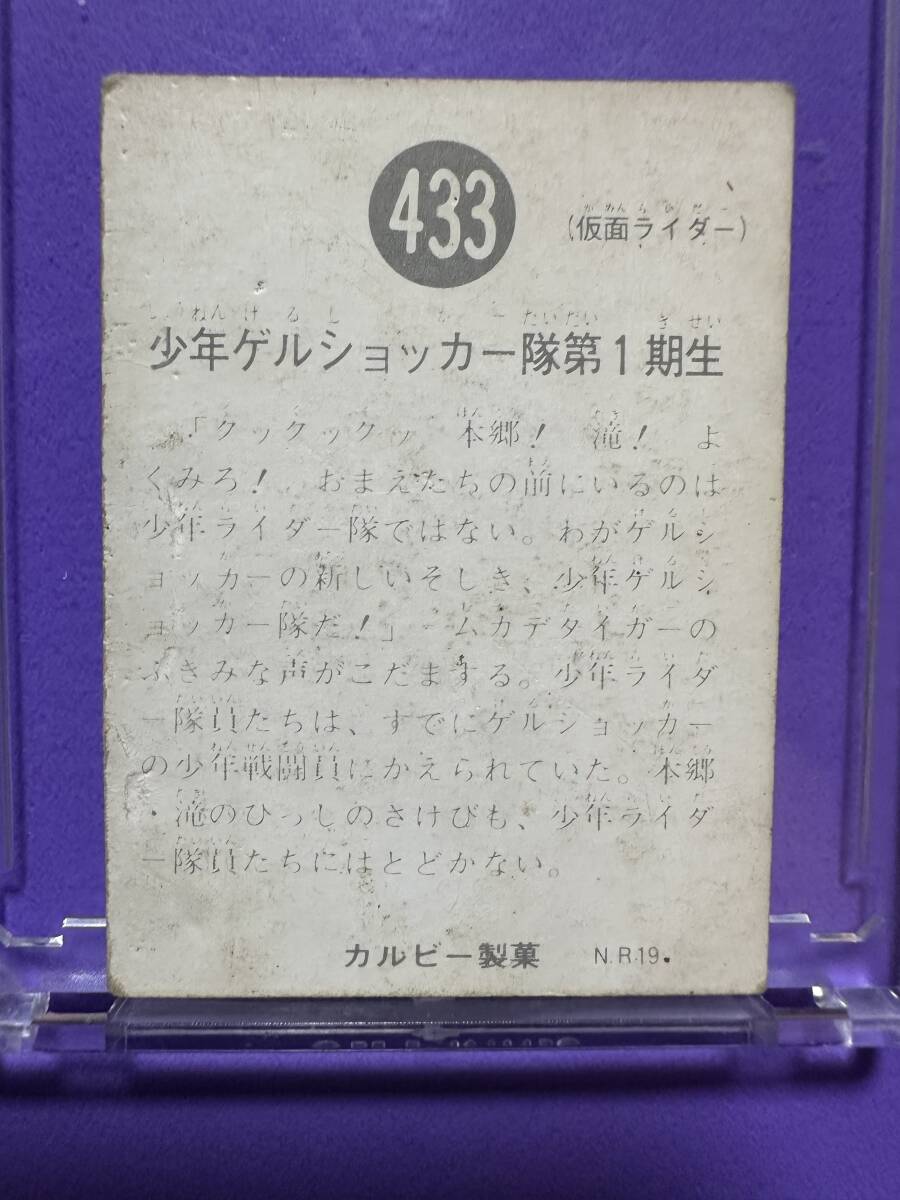 433
(仮面ライダー)
少年ゲルショッカー隊第1期生
「クックックッ 本郷! 滝! よ
くみろ! おまえたちの前にいるのは
少年ライダー隊ではない。わがゲルシ
ョッカーの新しいそしき、少年ゲルシ
ョッカー隊だ!」ームカデタイガーの
ぶきみな声がこだまする。少年ライダ
ー隊員たちは、すでにゲルショッカー
の少年戦闘員にかえられていた。本郷
・滝のひっしのさけびも、少年ライダ
ー隊員たちにはとどかない。
カルビー製菓 N.R.19.